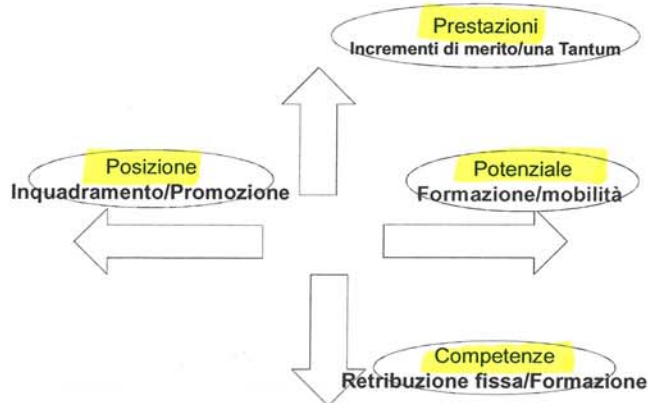 Prestazioni
Incrementi di merito/una Tantum
Posizione
Inquadramento/Promozione
Potenziale
Formazione/mobilità
Competenze
Retribuzione fissa/Formazione